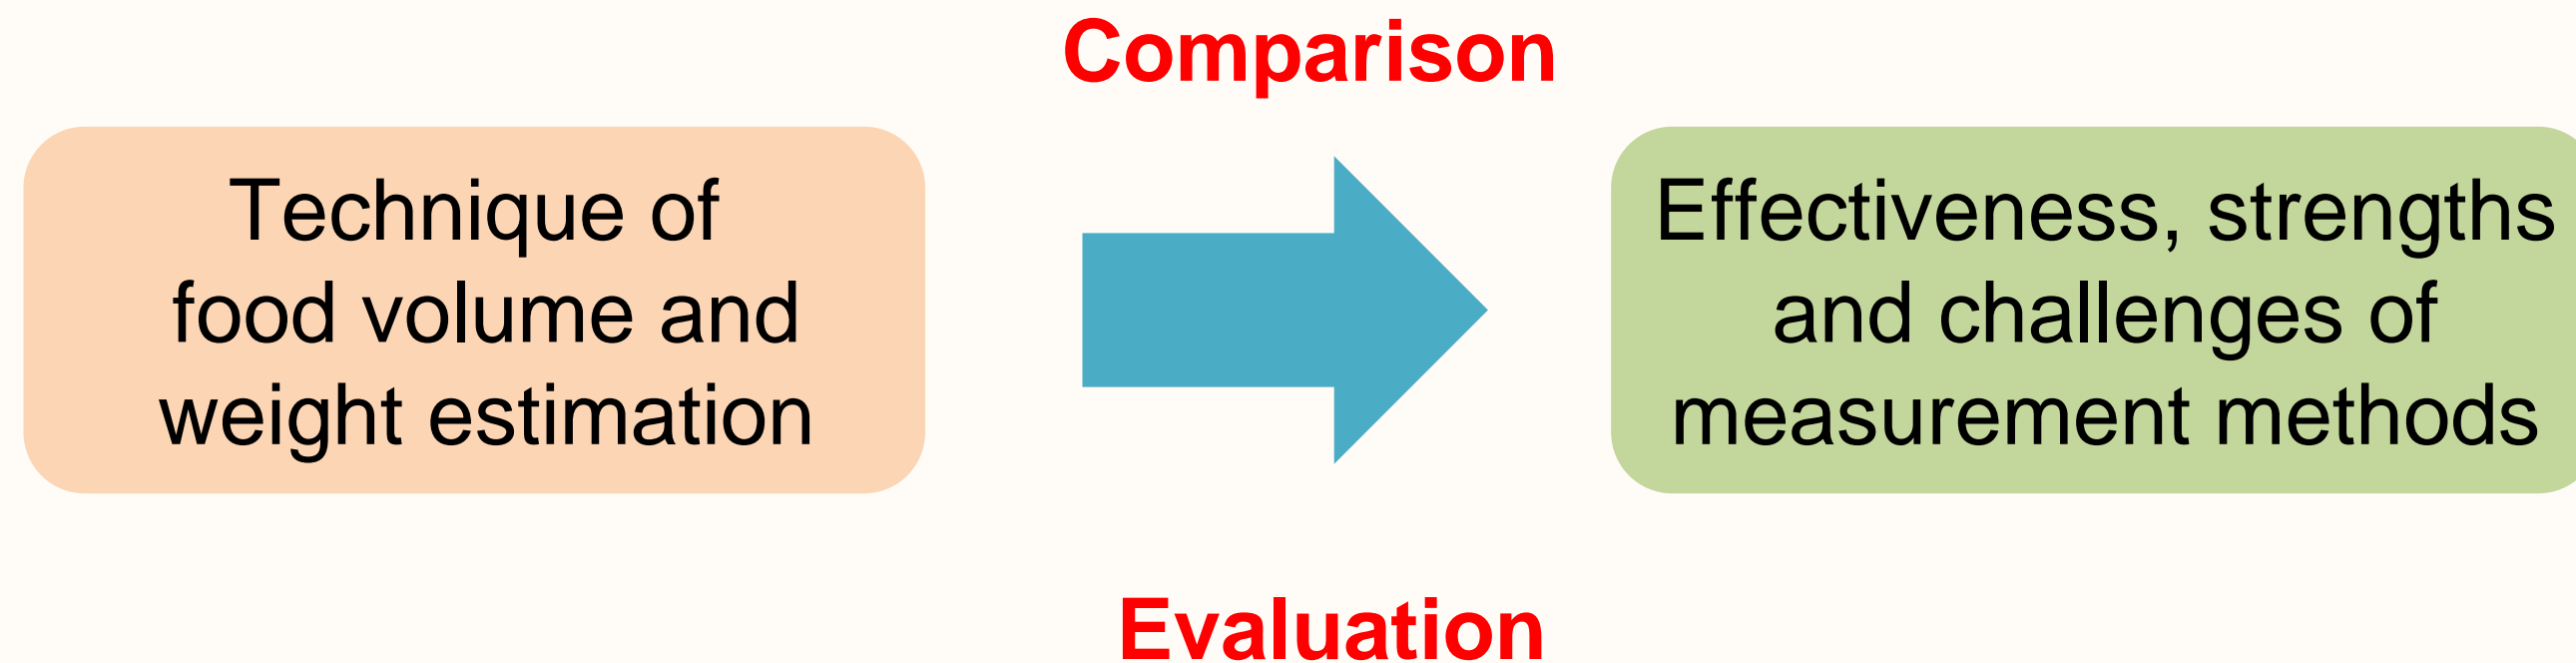 Comparison
Technique of
food volume and
weight estimation
Effectiveness, strengths
and challenges of
measurement methods
Evaluation